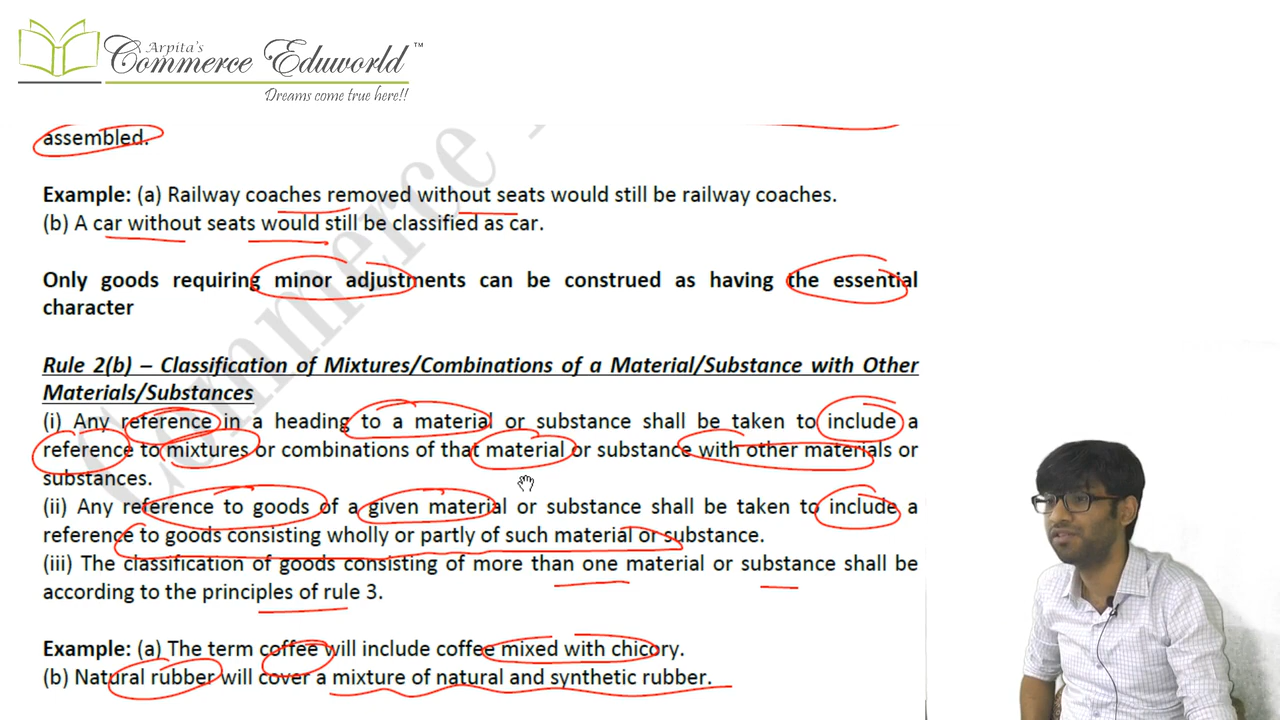 Arpita's
Commerce Eduworld™
Dreams come true here!!
assembled.
Example: (a) Railway coaches removed without seats would still be railway coaches.
(b) A car without seats would still be classified as car.
Only goods requiring minor adjustments can be construed as having the essential
character
Rule 2(b) – Classification of Mixtures/Combinations of a Material/Substance with Other
Materials/Substances
(i) Any reference in a heading to a material or substance shall be taken to include a
reference to mixtures or combinations of that material or substance with other materials or
substances.
(ii) Any reference to goods of a given material or substance shall be taken to include a
reference to goods consisting wholly or partly of such material or substance.
(iii) The classification of goods consisting of more than one material or substance shall be
according to the principles of rule 3.
Example: (a) The term coffee will include coffee mixed with chicory.
(b) Natural rubber will cover a mixture of natural and synthetic rubber.
Commerce